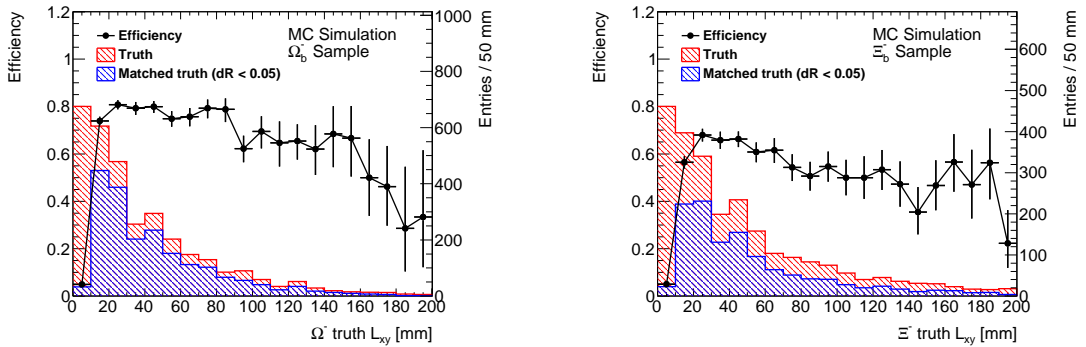 MC Simulation
Ω_b^- Sample
Efficiency
Truth
Matched truth (dR < 0.05)
Efficiency
1.2
1
0.8
0.6
0.4
0.2
0
1000
800
600
400
200
0
Entries / 50 mm
0 20 40 60 80 100 120 140 160 180 200
Ω^- truth L_xy [mm]
MC Simulation
Ξ_b^- Sample
Efficiency
Truth
Matched truth (dR < 0.05)
Efficiency
1.2
1
0.8
0.6
0.4
0.2
0
600
500
400
300
200
100
0
Entries / 50 mm
0 20 40 60 80 100 120 140 160 180 200
Ξ^- truth L_xy [mm]